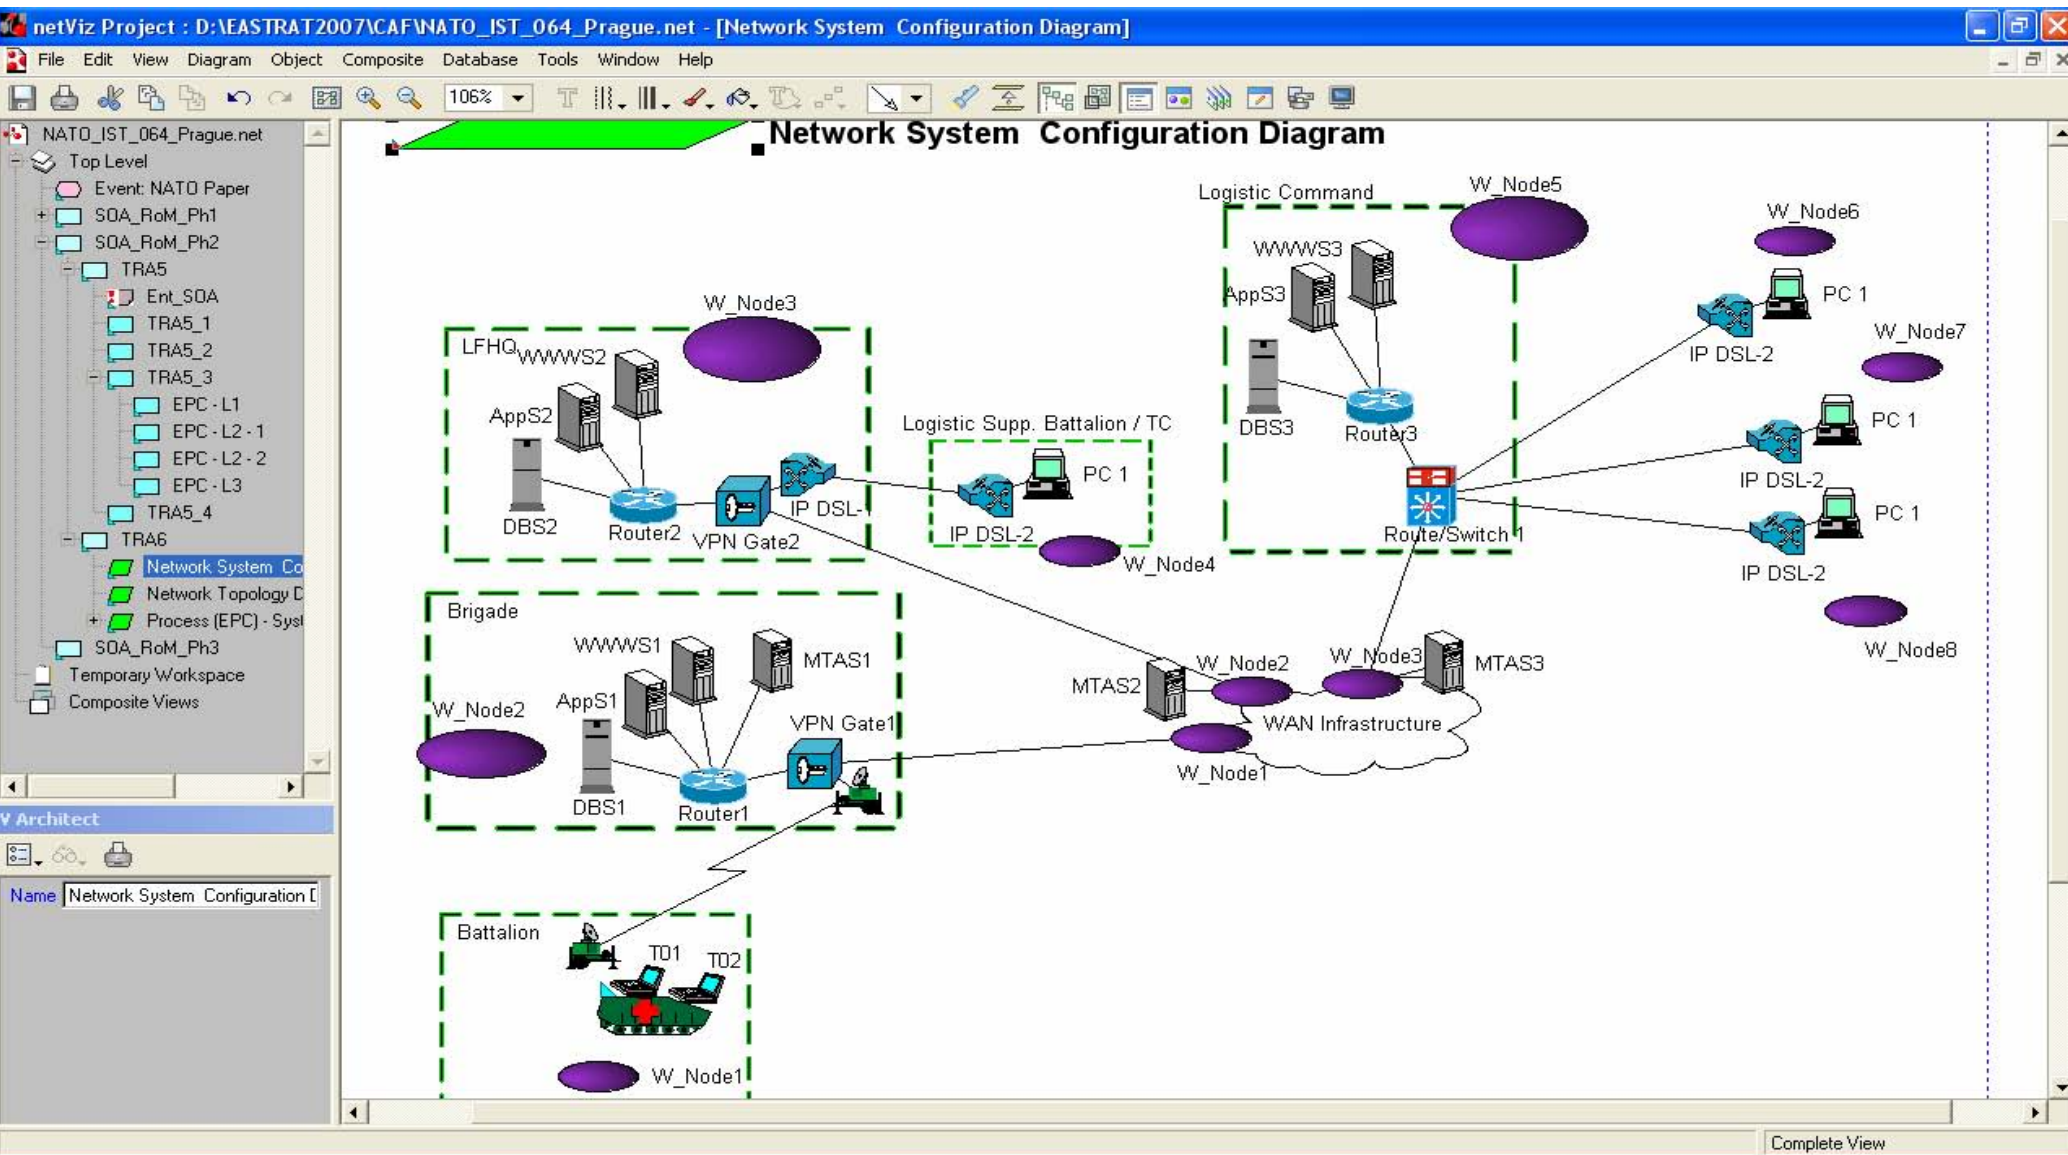 netViz Project : D:\EASTRAT2007\CAF\NATO_IST_064_Prague.net - [Network System  Configuration Diagram]
File Edit View Diagram Object Composite Database Tools Window Help
106%
NATO_IST_064_Prague.net
Top Level
Event: NATO Paper
SOA_RoM_Ph1
SOA_RoM_Ph2
TRA5
Ent_SOA
TRA5_1
TRA5_2
TRA5_3
EPC - L1
EPC - L2 - 1
EPC - L2 - 2
EPC - L3
TRA5_4
TRA6
Network System  Co
Network Topology D
Process (EPC) - Syst
SOA_RoM_Ph3
Temporary Workspace
Composite Views
V Architect
Name Network System  Configuration D
Network System  Configuration Diagram
Logistic Command
W_Node5
W_Node6
WWWS3
AppS3
PC 1
IP DSL-2
W_Node7
DBS3
Router3
PC 1
IP DSL-2
Route/Switch 1
PC 1
IP DSL-2
W_Node8
W_Node3
LFHQ
WWWS2
AppS2
DBS2
Router2
VPN Gate2
IP DSL-1
Logistic Supp. Battalion / TC
PC 1
IP DSL-2
W_Node4
Brigade
WWWS1
MTAS1
AppS1
W_Node2
VPN Gate1
DBS1
Router1
MTAS2
W_Node2
W_Node3
MTAS3
WAN Infrastructure
W_Node1
Battalion
T01
T02
W_Node1
Complete View